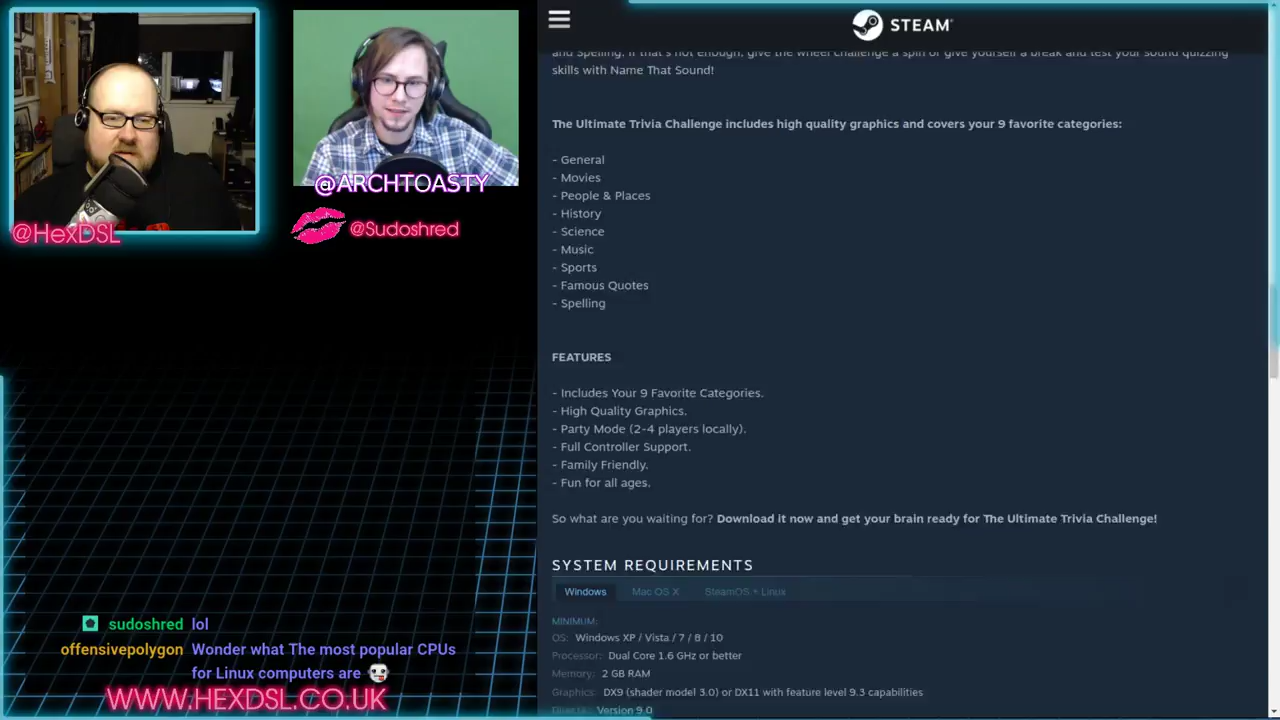 STEAM
and Spelling. If that's not enough, give the wheel challenge a spin or give yourself a break and test your sound quizzing
skills with Name That Sound!
The Ultimate Trivia Challenge includes high quality graphics and covers your 9 favorite categories:
- General
- Movies
- People & Places
- History
- Science
- Music
- Sports
- Famous Quotes
- Spelling
FEATURES
- Includes Your 9 Favorite Categories.
- High Quality Graphics.
- Party Mode (2-4 players locally).
- Full Controller Support.
- Family Friendly.
- Fun for all ages.
So what are you waiting for? Download it now and get your brain ready for The Ultimate Trivia Challenge!
SYSTEM REQUIREMENTS
Windows Mac OS X SteamOS + Linux
MINIMUM:
OS: Windows XP / Vista / 7 / 8 / 10
Processor: Dual Core 1.6 GHz or better
Memory: 2 GB RAM
Graphics: DX9 (shader model 3.0) or DX11 with feature level 9.3 capabilities
DirectX: Version 9.0
@ARCHTOASTY
@HexDSL
@Sudoshred
sudoshred lol
offensivepolygon Wonder what The most popular CPUs
for Linux computers are
WWW.HEXDSL.CO.UK